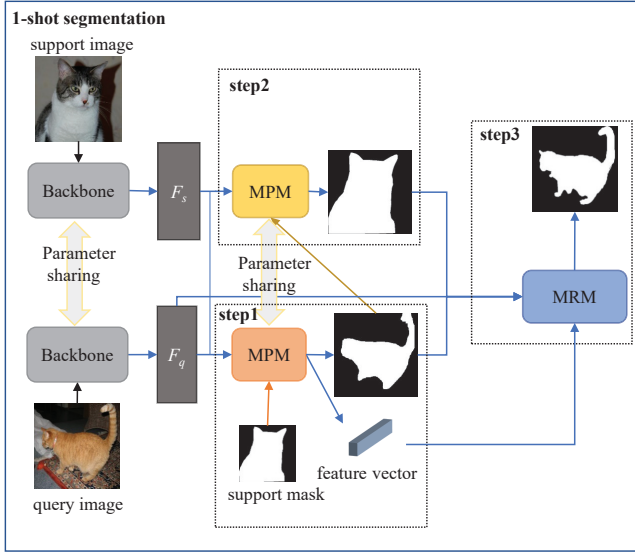 1-shot segmentation
support image
step2
step3
Backbone
F_s
MPM
Parameter
sharing
Parameter
sharing
step1
MRM
Backbone
F_q
MPM
feature vector
support mask
query image